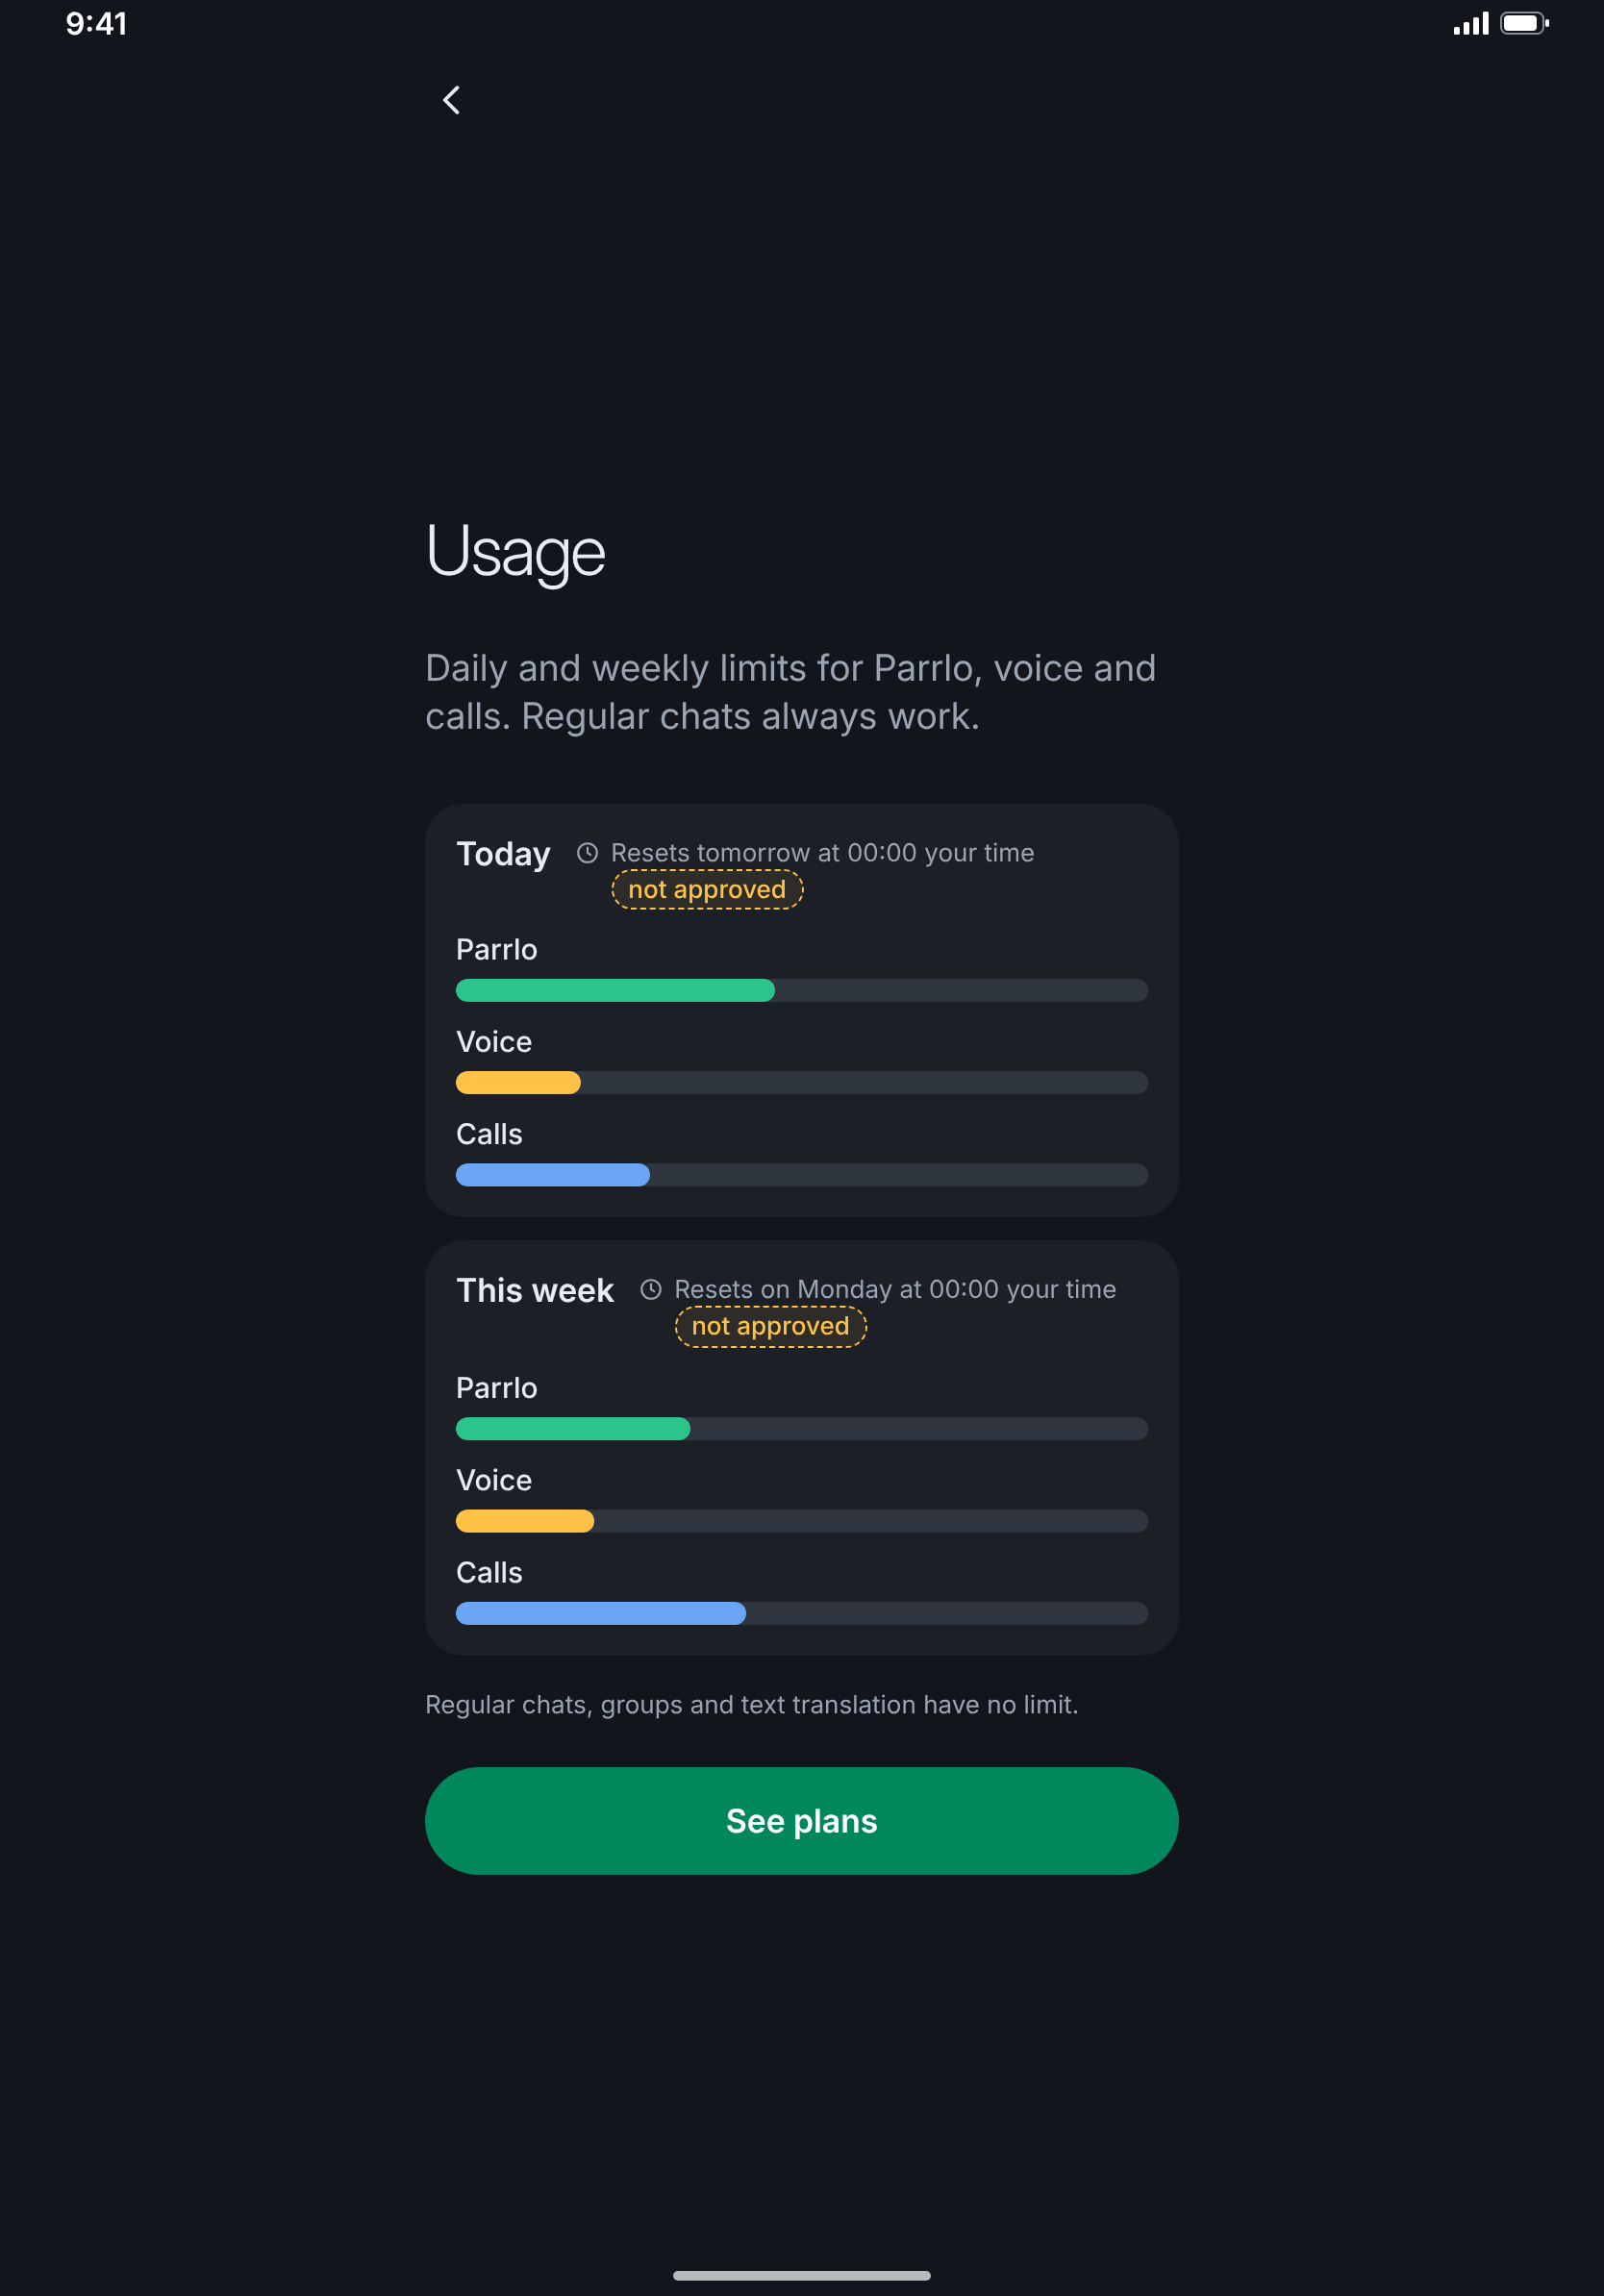 9:41
Usage
Daily and weekly limits for Parrlo, voice and
calls. Regular chats always work.
Today Resets tomorrow at 00:00 your time
not approved
Parrlo
Voice
Calls
This week Resets on Monday at 00:00 your time
not approved
Parrlo
Voice
Calls
Regular chats, groups and text translation have no limit.
See plans